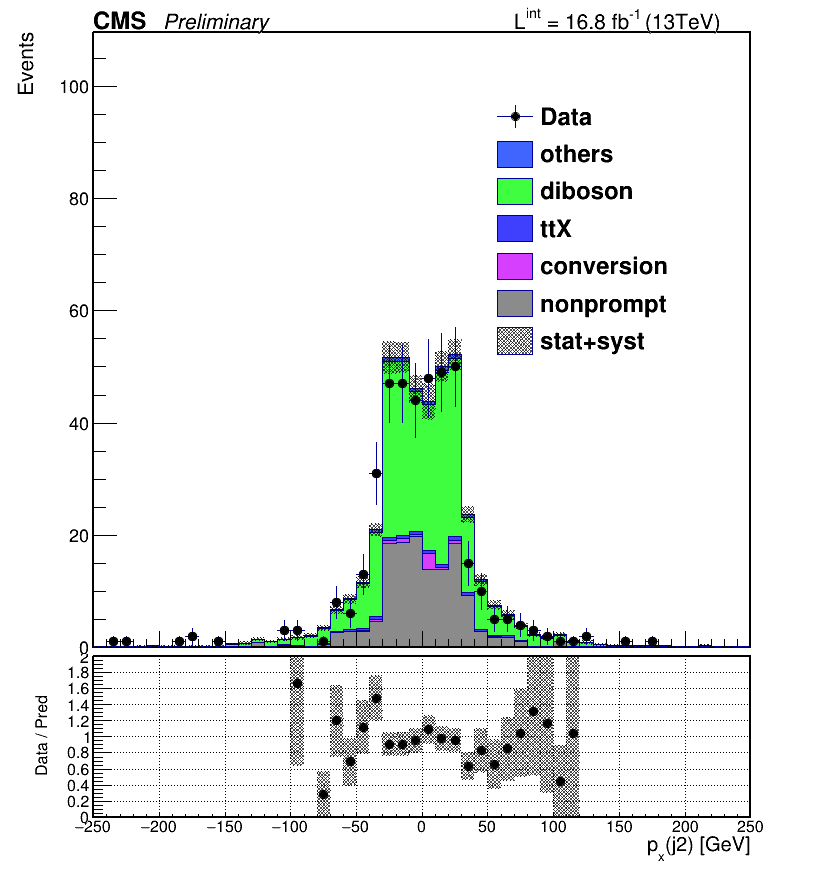 CMS Preliminary L^int = 16.8 fb^-1 (13TeV)
Events
100
80
60
40
20
0
Data
others
diboson
ttX
conversion
nonprompt
stat+syst
Data / Pred
2
1.8
1.6
1.4
1.2
1
0.8
0.6
0.4
0.2
0
−250 −200 −150 −100 −50 0 50 100 150 200 250
p_x(j2) [GeV]